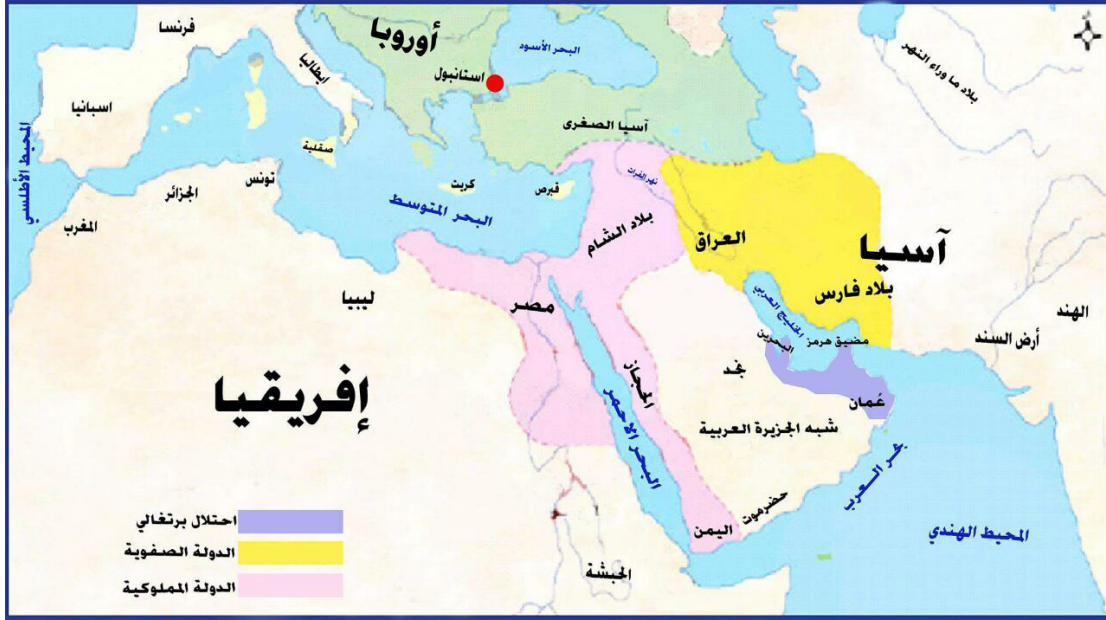 فرنسا
أوروبا
البحر الأسود
إيطاليا
استانبول
بلاد ما وراء النهر
اسبانيا
آسيا الصغرى
صقلية
المحيط الأطلسي
تونس
الجزائر
كريت
قبرص
نهر الفرات
المغرب
البحر المتوسط
بلاد الشام
العراق
آسيا
بلاد فارس
ليبيا
مصر
الخليج العربي
الهند
أرض السند
مضيق هرمز
البحرين
نجد
الحجاز
عُمان
إفريقيا
البحر الاحمر
شبه الجزيرة العربية
بحر العرب
حضرموت
اليمن
المحيط الهندي
الحبشة
احتلال برتغالي
الدولة الصفوية
الدولة المملوكية